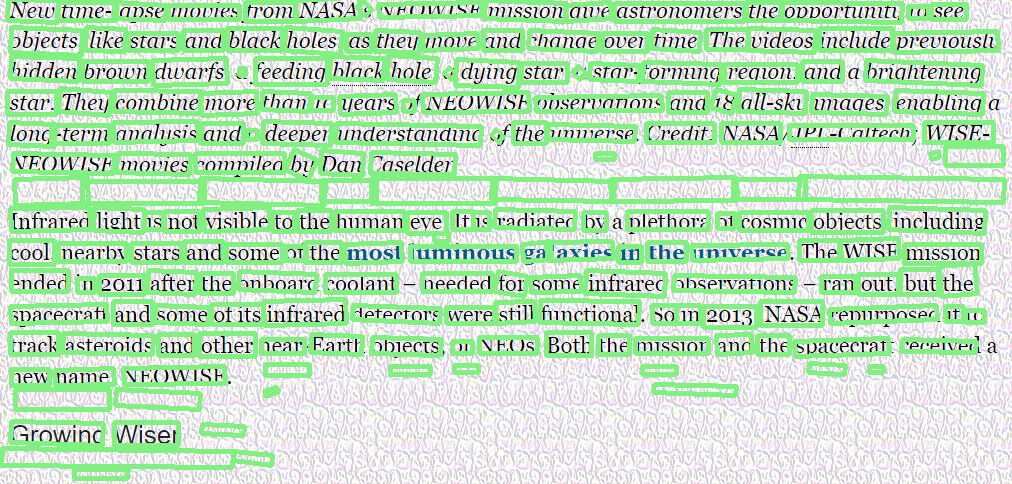 New time-lapse movies from NASA's NEOWISE mission give astronomers the opportunity to see
objects, like stars and black holes, as they move and change over time. The videos include previously
hidden brown dwarfs, a feeding black hole, a dying star, a star-forming region, and a brightening
star. They combine more than 10 years of NEOWISE observations and 18 all-sky images, enabling a
long-term analysis and a deeper understanding of the universe. Credit: NASA/JPL-Caltech; WISE-
NEOWISE movies compiled by Dan Caselden
Infrared light is not visible to the human eye. It is radiated by a plethora of cosmic objects, including
cool, nearby stars and some of the most luminous galaxies in the universe. The WISE mission
ended in 2011 after the onboard coolant – needed for some infrared observations – ran out, but the
spacecraft and some of its infrared detectors were still functional. So in 2013, NASA repurposed it to
track asteroids and other near-Earth objects, or NEOs. Both the mission and the spacecraft received a
new name, NEOWISE.
Growing Wiser